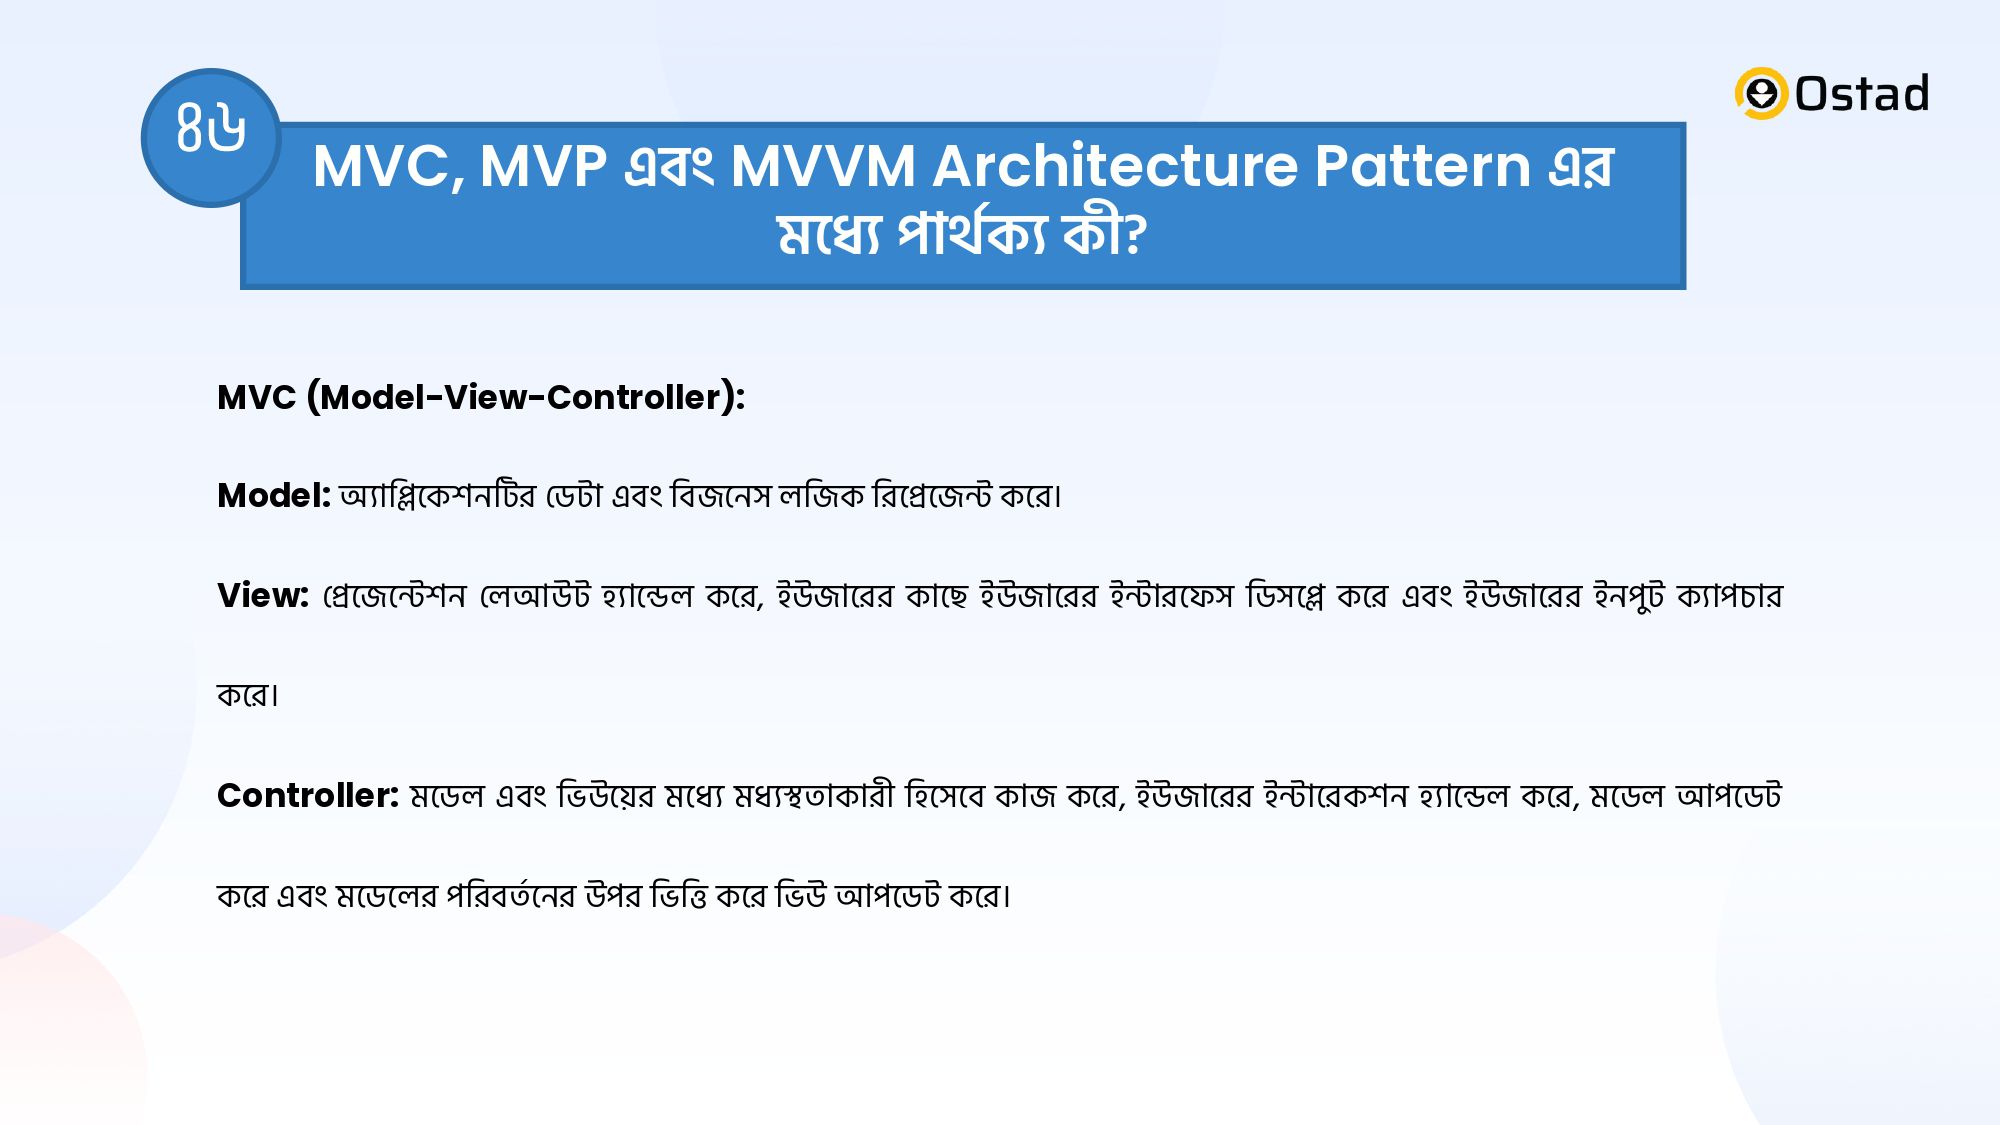 ৪৬
Ostad
MVC, MVP এবং MVVM Architecture Pattern এর
মধ্যে পার্থক্য কী?
MVC (Model-View-Controller):
Model: অ্যাপ্লিকেশনটির ডেটা এবং বিজনেস লজিক রিপ্রেজেন্ট করে।
View: প্রেজেন্টেশন লেআউট হ্যান্ডেল করে, ইউজারের কাছে ইউজারের ইন্টারফেস ডিসপ্লে করে এবং ইউজারের ইনপুট ক্যাপচার
করে।
Controller: মডেল এবং ভিউয়ের মধ্যে মধ্যস্থতাকারী হিসেবে কাজ করে, ইউজারের ইন্টারেকশন হ্যান্ডেল করে, মডেল আপডেট
করে এবং মডেলের পরিবর্তনের উপর ভিত্তি করে ভিউ আপডেট করে।